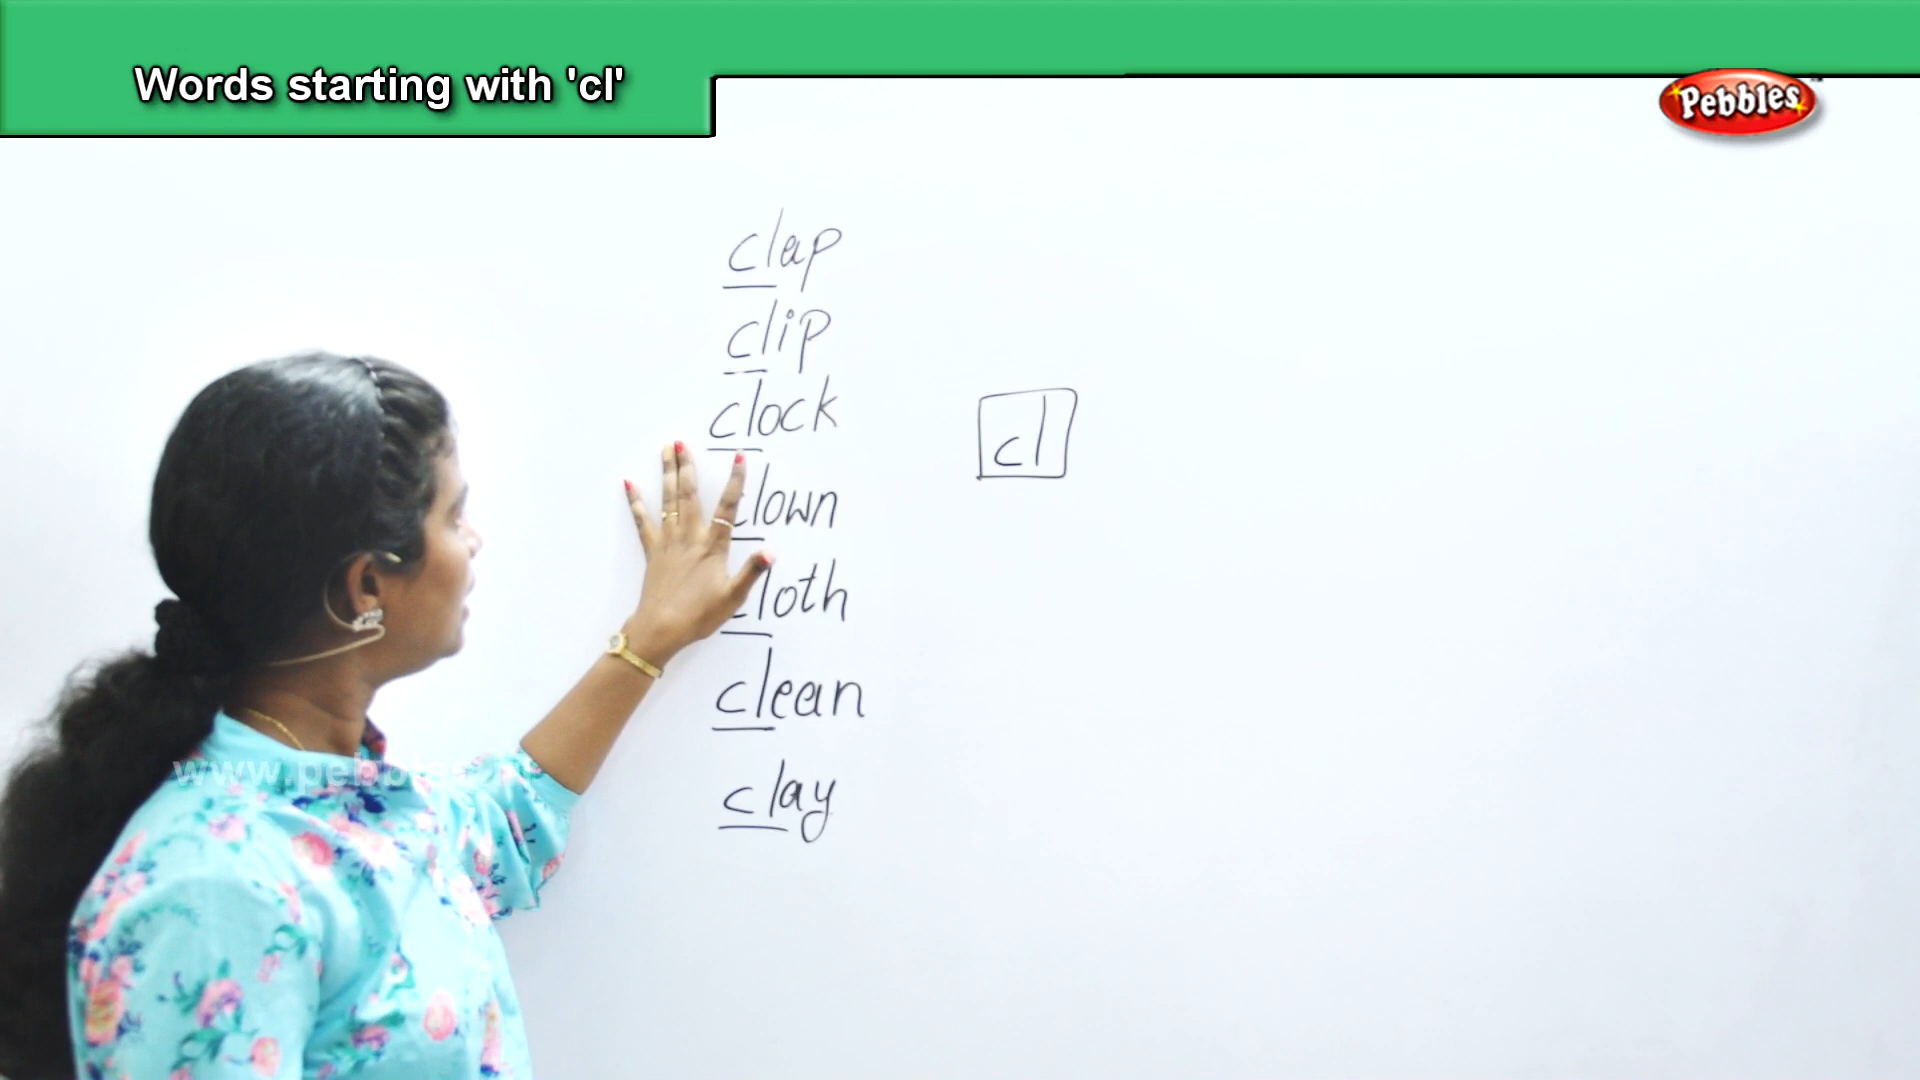 Words starting with 'cl'
Pebbles
clap
clip
clock
cl
clown
cloth
clean
clay